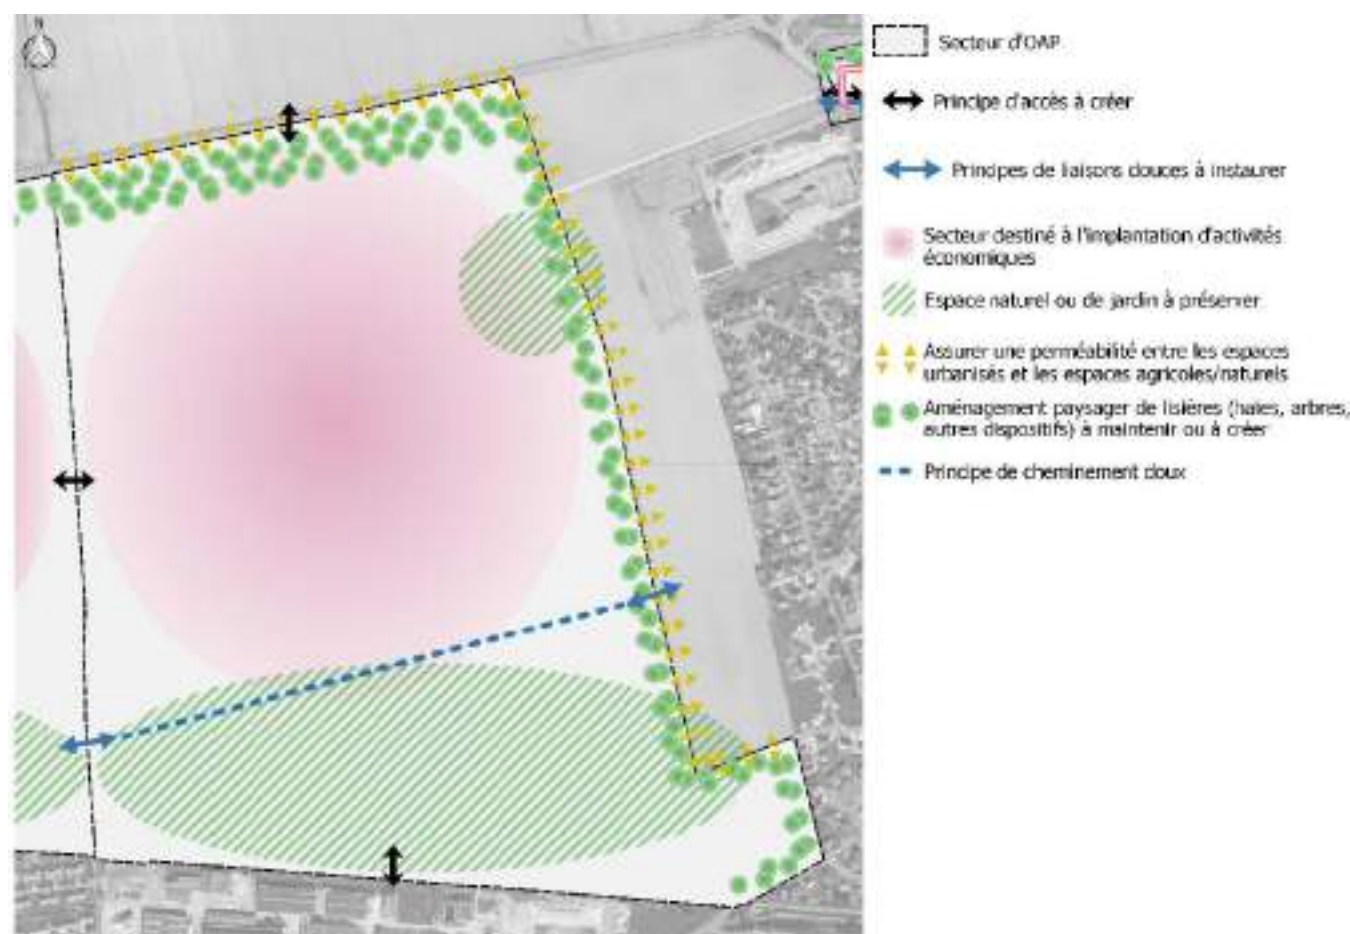 N
Secteur d'OAP
Principe d'accès à créer
Principes de liaisons douces à instaurer
Secteur destiné à l'implantation d'activités
économiques
Espace naturel ou de jardin à préserver
Assurer une perméabilité entre les espaces
urbanisés et les espaces agricoles/naturels
Aménagement paysager de lisières (haies, arbres,
autres dispositifs) à maintenir ou à créer
Principe de cheminement doux